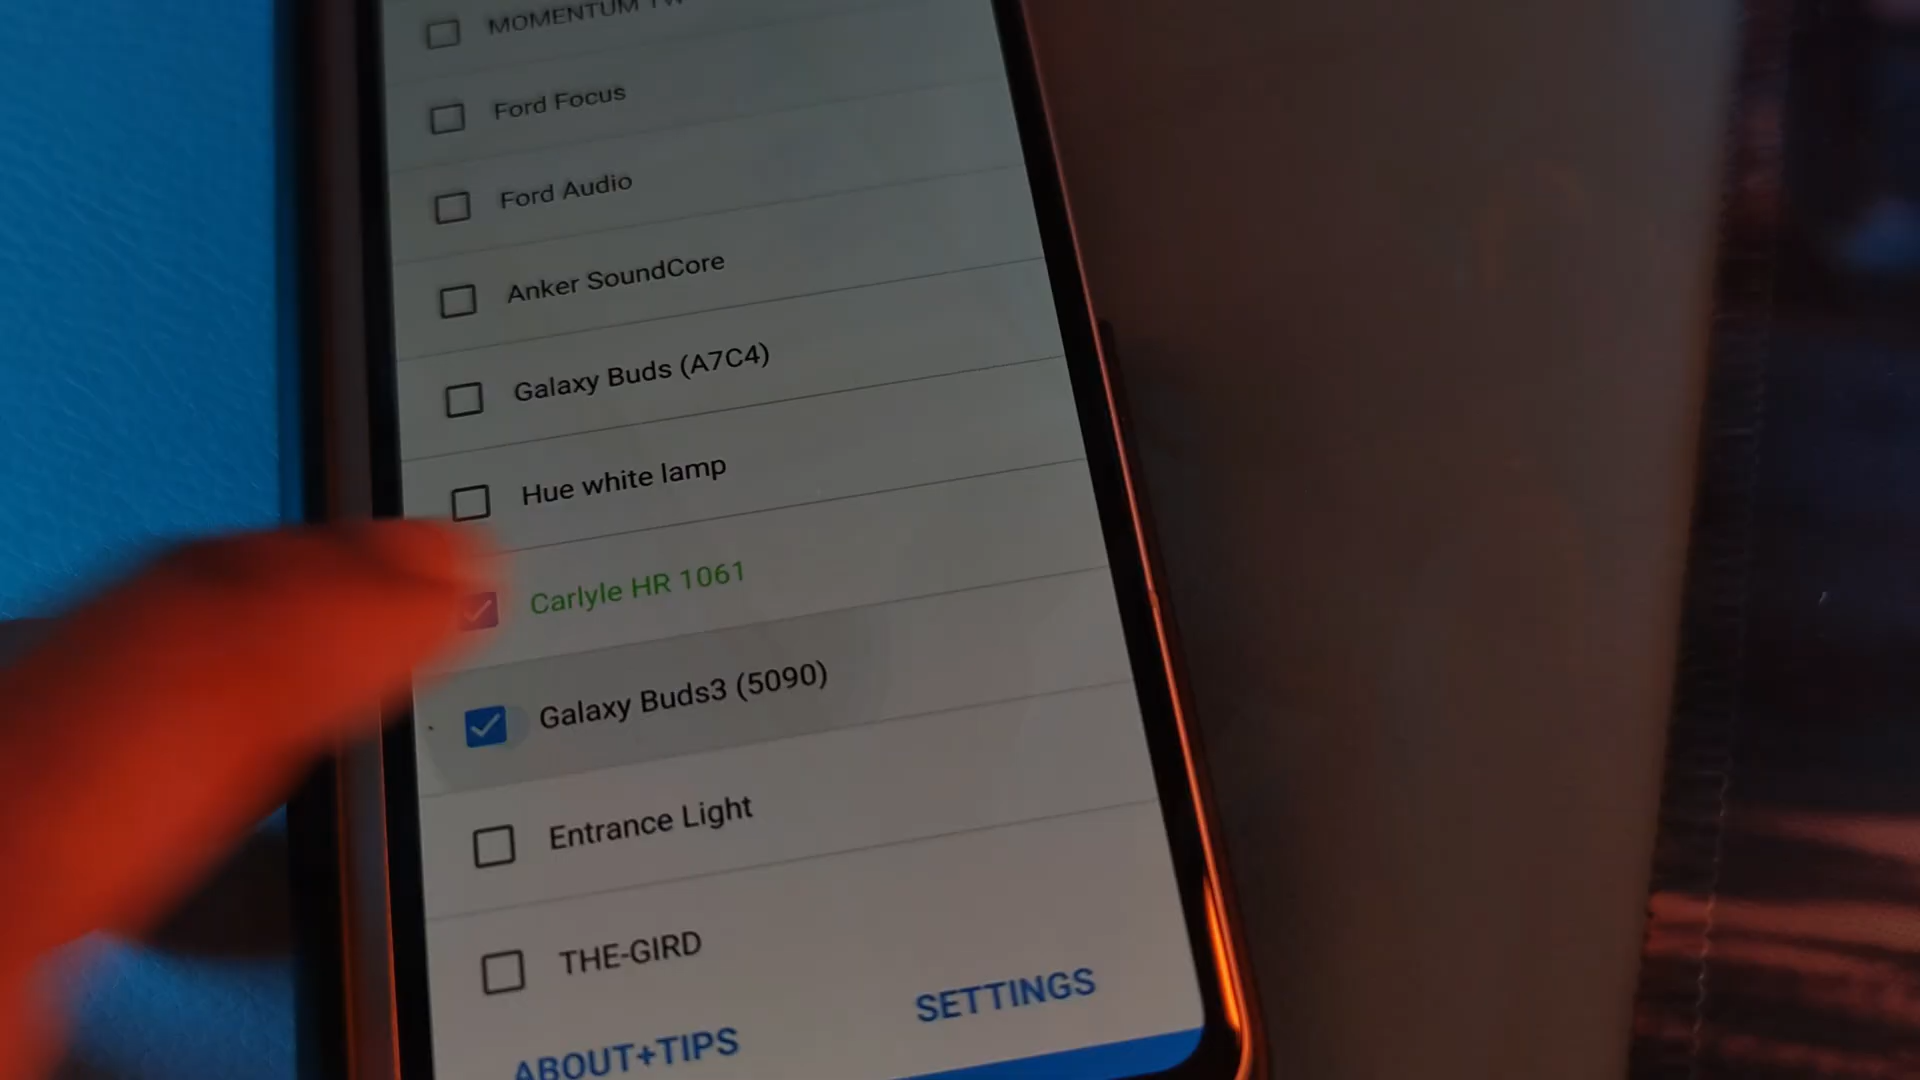 MOMENTUM
Ford Focus
Ford Audio
Anker SoundCore
Galaxy Buds (A7C4)
Hue white lamp
Carlyle HR 1061
Galaxy Buds3 (5090)
Entrance Light
THE-GIRD
SETTINGS
ABOUT+TIPS